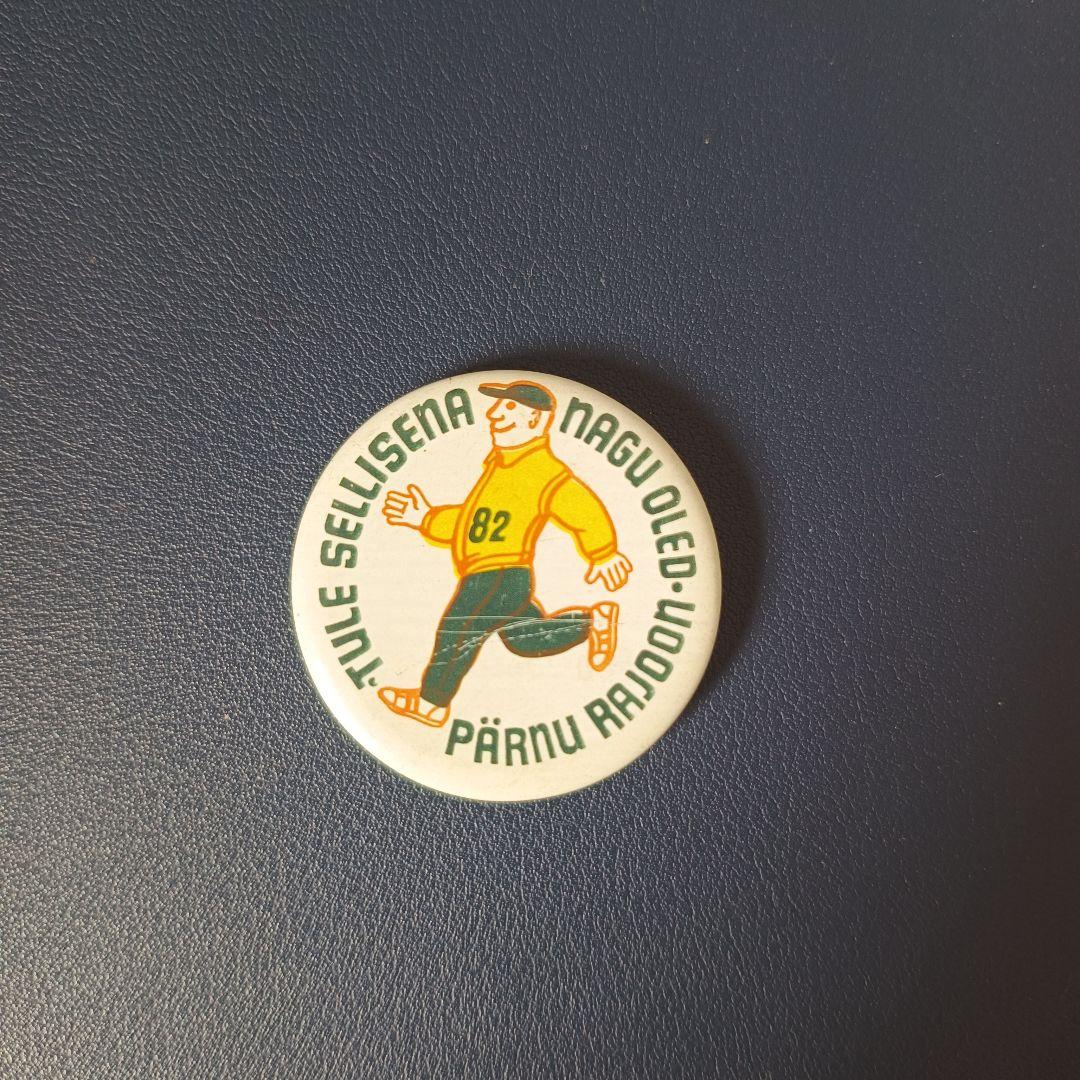 TULE SELLISENA NAGU OLED • PÄRNU RAJOON
82